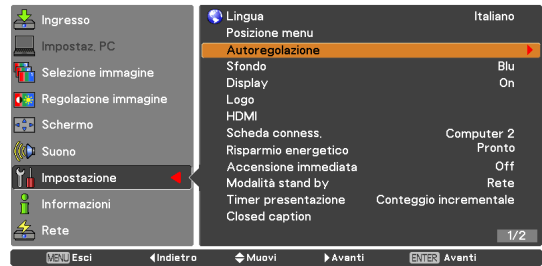 Ingresso
Impostaz. PC
Selezione immagine
Regolazione immagine
Schermo
Suono
Impostazione
Informazioni
Rete
Lingua Italiano
Posizione menu
Autoregolazione
Sfondo Blu
Display On
Logo
HDMI
Scheda conness. Computer 2
Risparmio energetico Pronto
Accensione immediata Off
Modalità stand by Rete
Timer presentazione Conteggio incrementale
Closed caption
1/2
MENU Esci Indietro Muovi Avanti ENTER Avanti